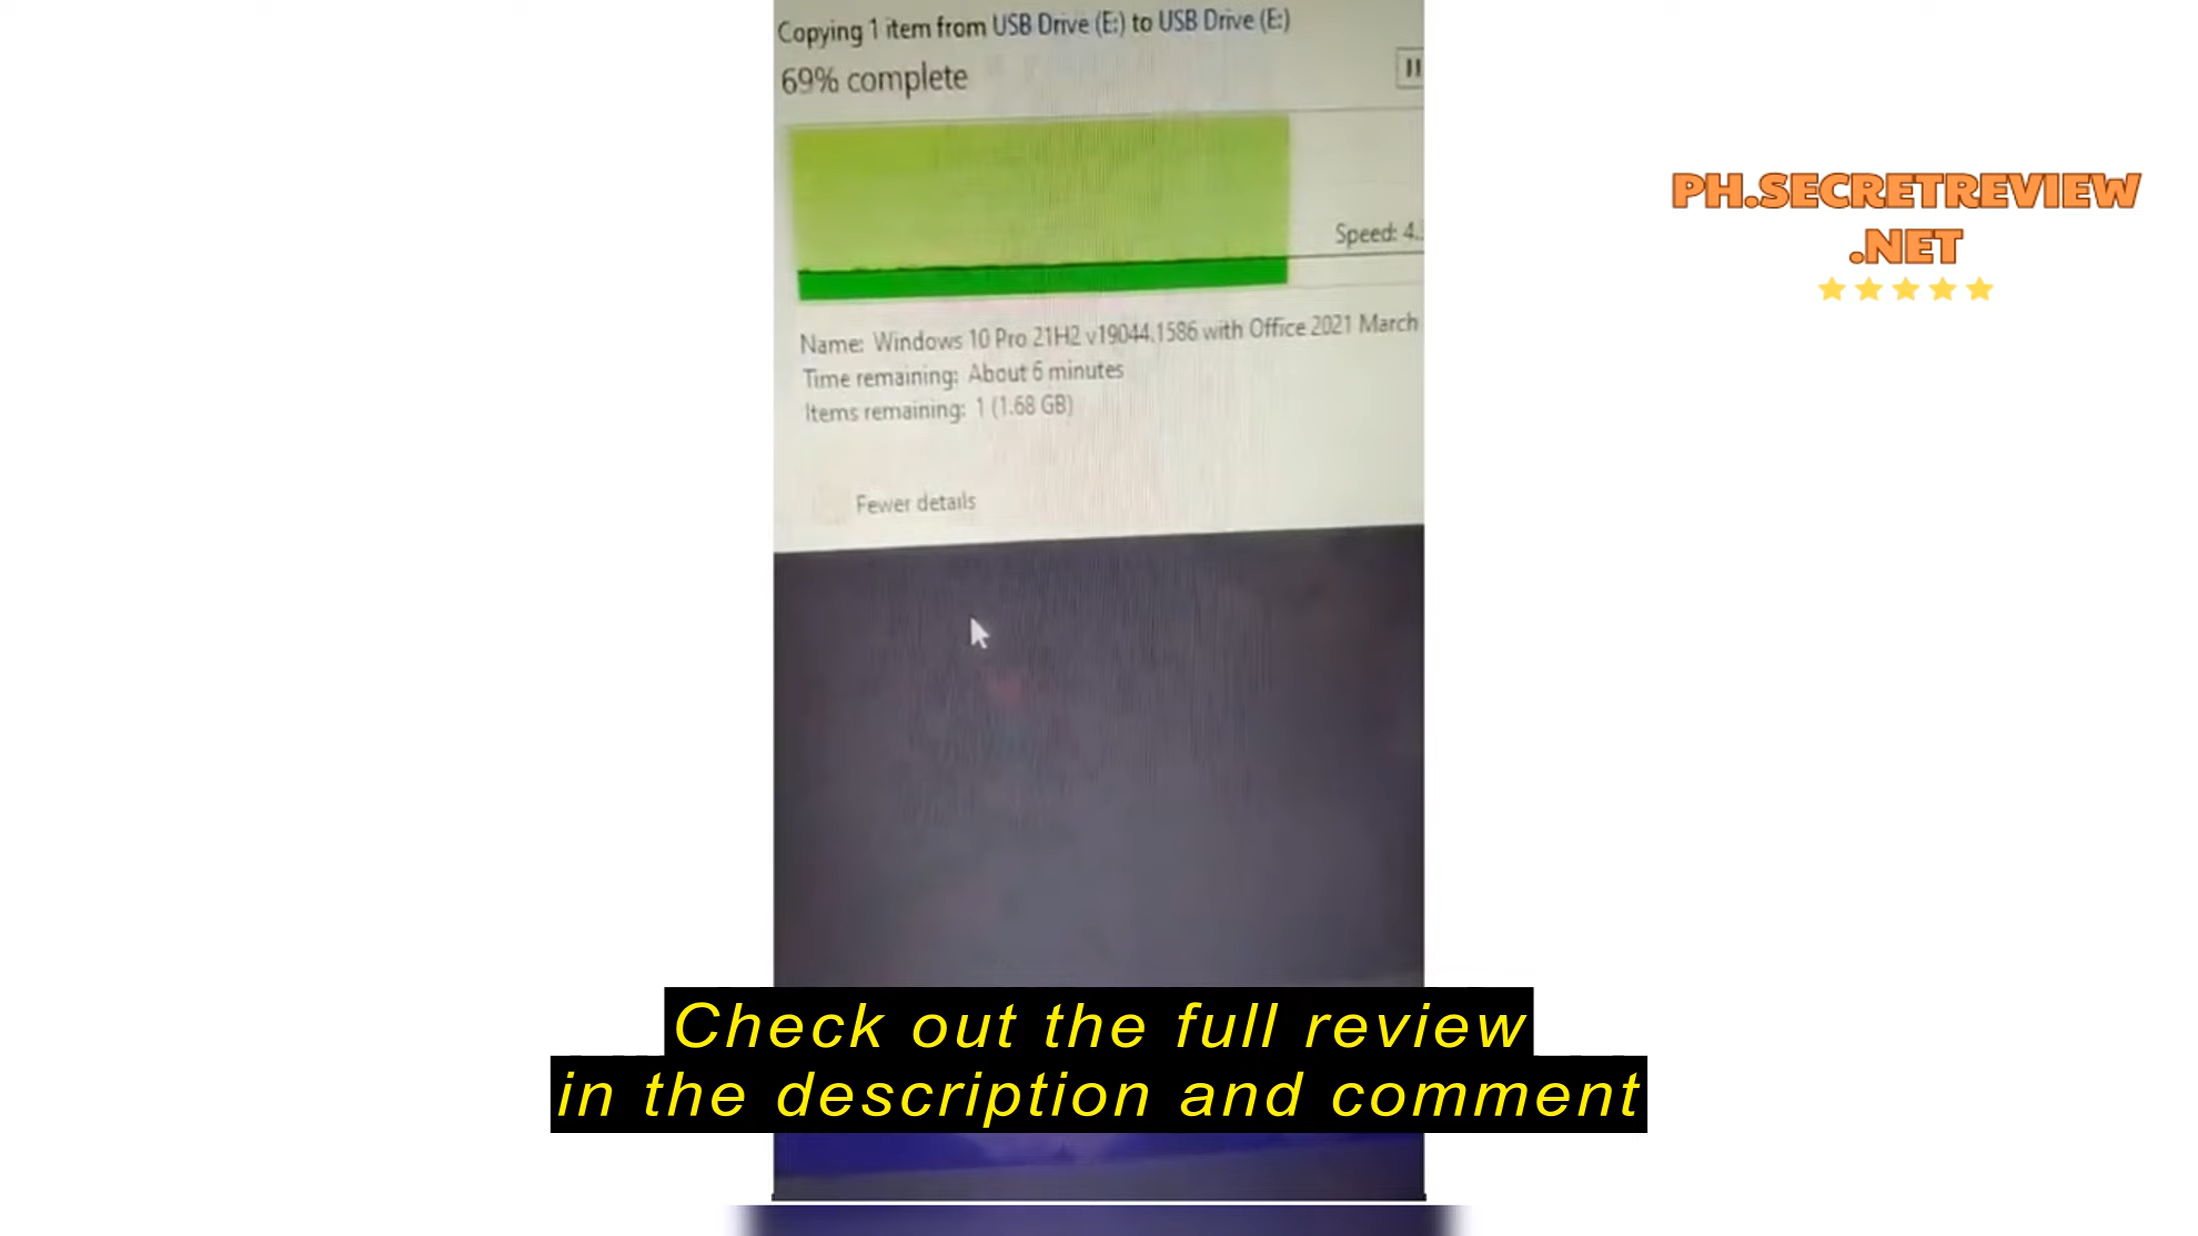 Copying 1 item from USB Drive (E:) to USB Drive (E:)
69% complete
PH.SECRETREVIEW
.NET
Speed: 4.
Name: Windows 10 Pro 21H2 v19044.1586 with Office 2021 March
Time remaining: About 6 minutes
Items remaining: 1 (1.68 GB)
Fewer details
Check out the full review
in the description and comment